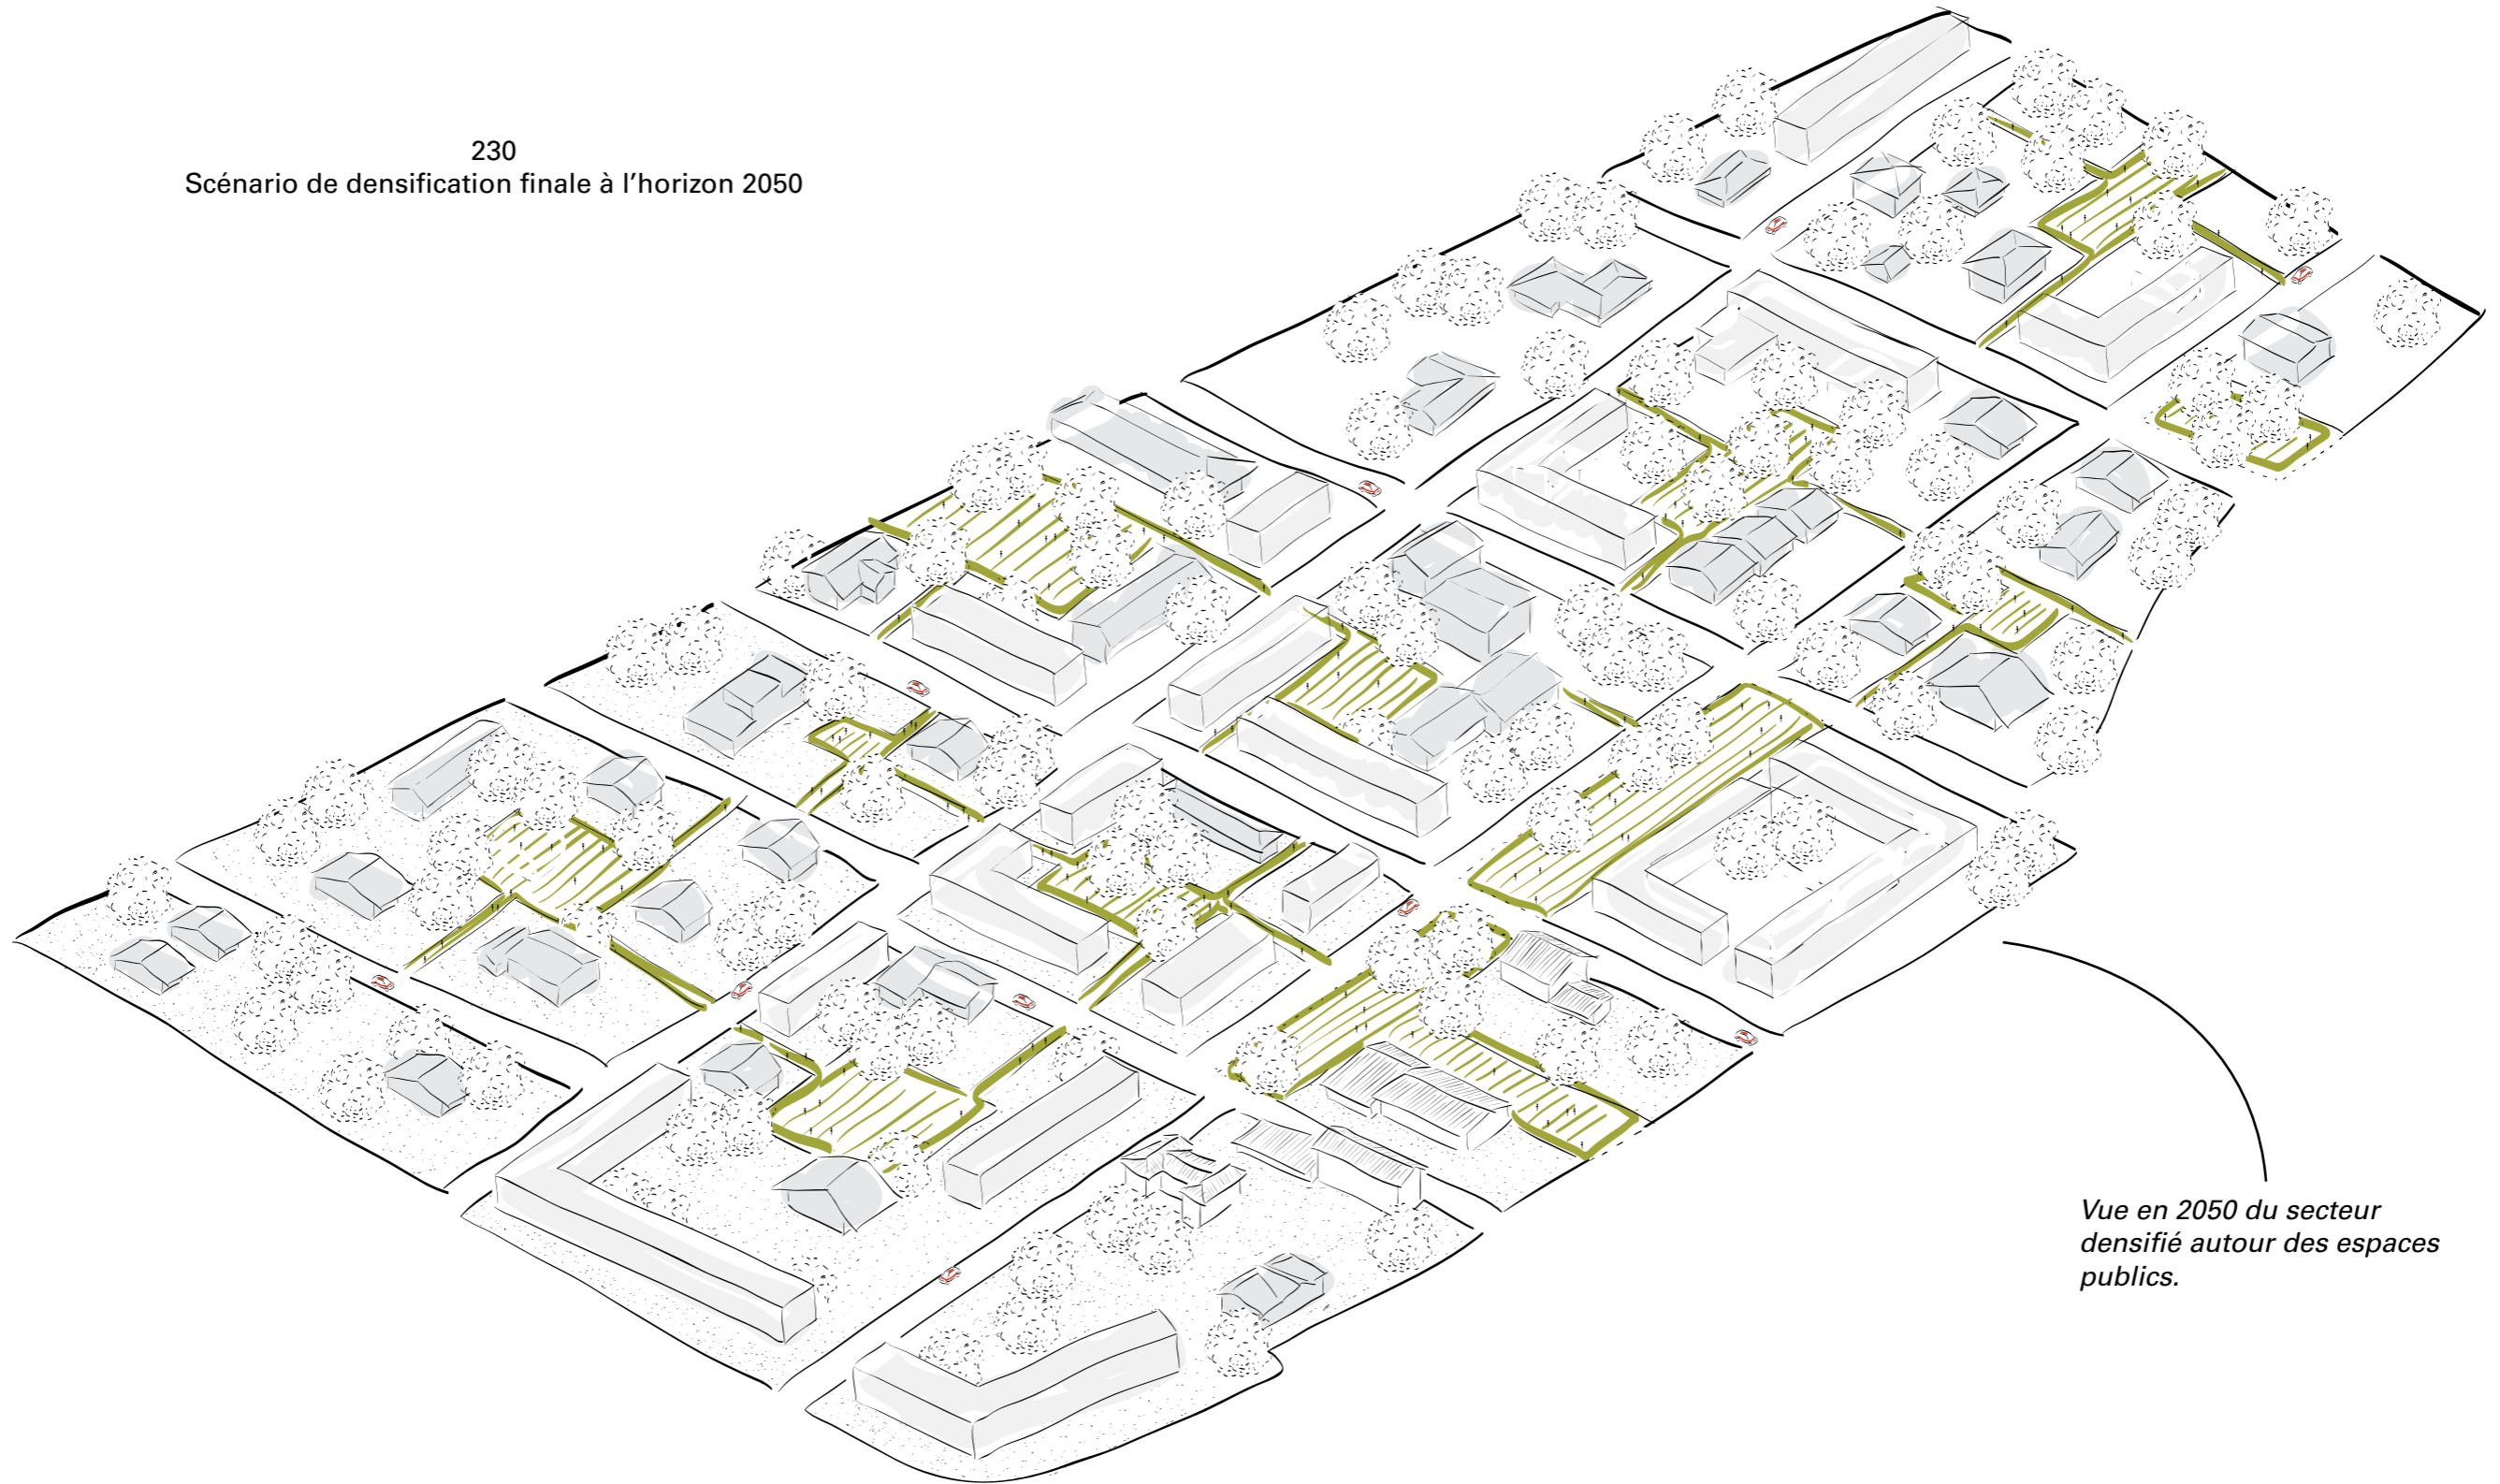 230
Scénario de densification finale à l’horizon 2050
Vue en 2050 du secteur
densifié autour des espaces
publics.